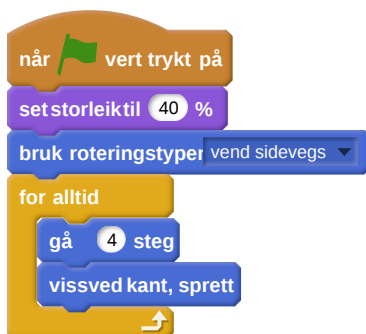 når vert trykt på
set storleik til 40 %
bruk roteringstypen vend sidevegs
for alltid
gå 4 steg
viss ved kant, sprett